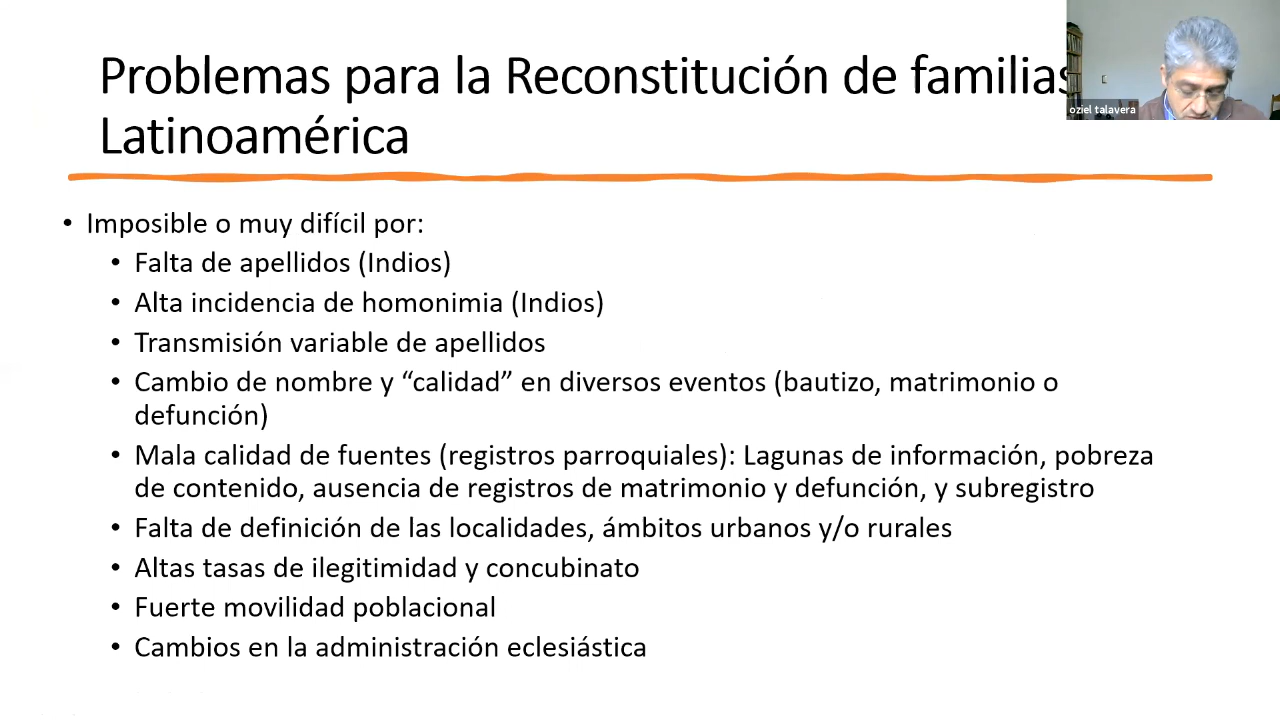 Problemas para la Reconstitución de familias
Latinoamérica
oziel talavera
• Imposible o muy difícil por:
• Falta de apellidos (Indios)
• Alta incidencia de homonimia (Indios)
• Transmisión variable de apellidos
• Cambio de nombre y “calidad” en diversos eventos (bautizo, matrimonio o
defunción)
• Mala calidad de fuentes (registros parroquiales): Lagunas de información, pobreza
de contenido, ausencia de registros de matrimonio y defunción, y subregistro
• Falta de definición de las localidades, ámbitos urbanos y/o rurales
• Altas tasas de ilegitimidad y concubinato
• Fuerte movilidad poblacional
• Cambios en la administración eclesiástica